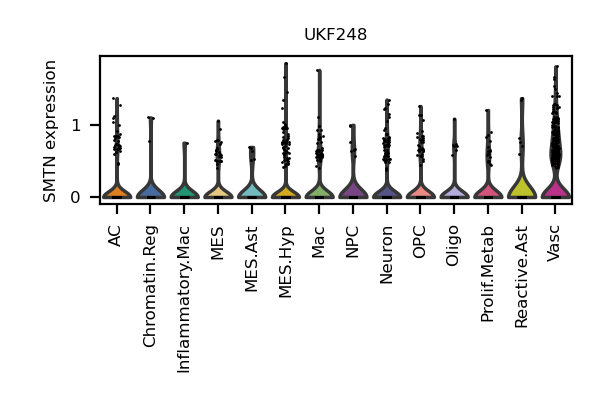 UKF248
SMTN expression
1
0
AC
Chromatin.Reg
Inflammatory.Mac
MES
MES.Ast
MES.Hyp
Mac
NPC
Neuron
OPC
Oligo
Prolif.Metab
Reactive.Ast
Vasc